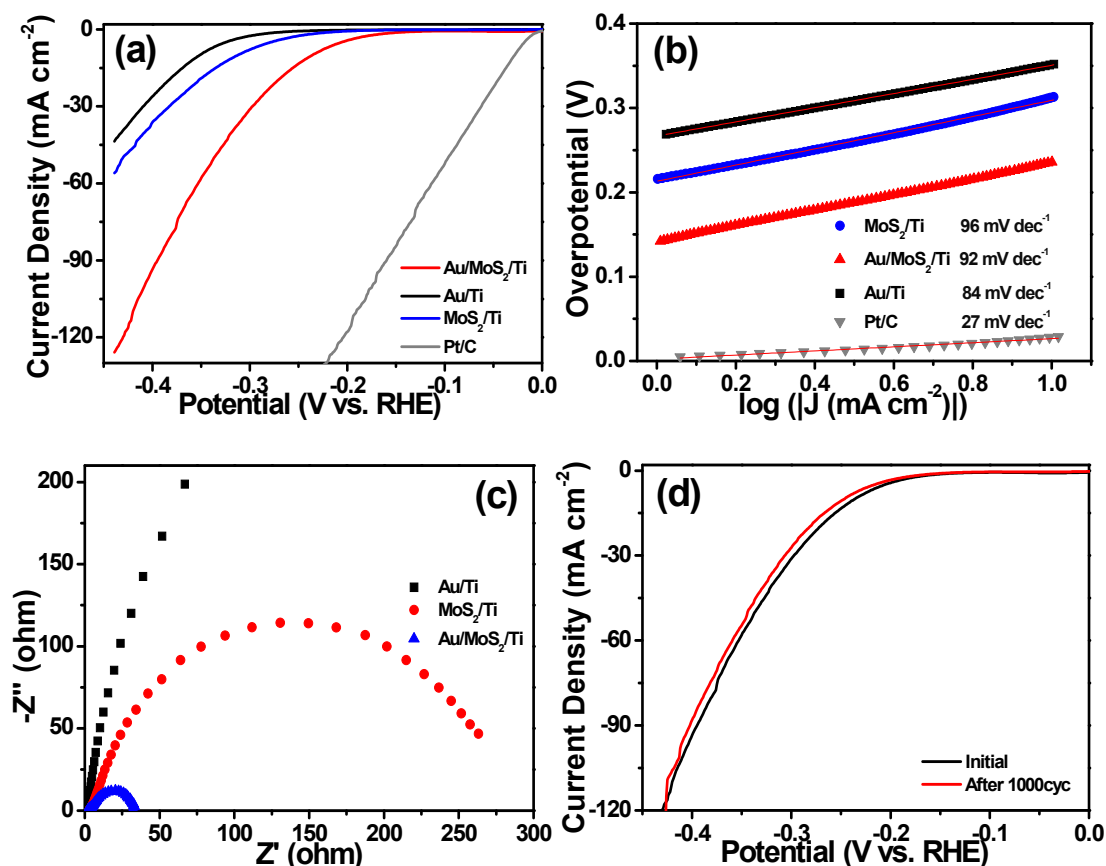 (a)
0
-30
-60
-90
-120
Current Density (mA cm-2)
-0.4 -0.3 -0.2 -0.1 0.0
Potential (V vs. RHE)
Au/MoS2/Ti
Au/Ti
MoS2/Ti
Pt/C
(b)
0.4
0.3
0.2
0.1
0.0
Overpotential (V)
MoS2/Ti 96 mV dec-1
Au/MoS2/Ti 92 mV dec-1
Au/Ti 84 mV dec-1
Pt/C 27 mV dec-1
0.0 0.2 0.4 0.6 0.8 1.0
log (|J (mA cm-2)|)
(c)
200
150
100
50
0
-Z'' (ohm)
Au/Ti
MoS2/Ti
Au/MoS2/Ti
0 50 100 150 200 250 300
Z' (ohm)
(d)
0
-30
-60
-90
-120
Current Density (mA cm-2)
Initial
After 1000cyc
-0.4 -0.3 -0.2 -0.1 0.0
Potential (V vs. RHE)